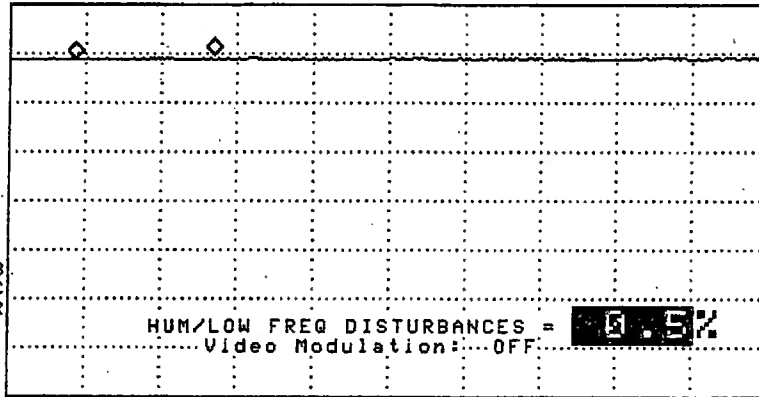 HUM/LOW FREQ DISTURBANCES = 0.5%
Video Modulation: OFF